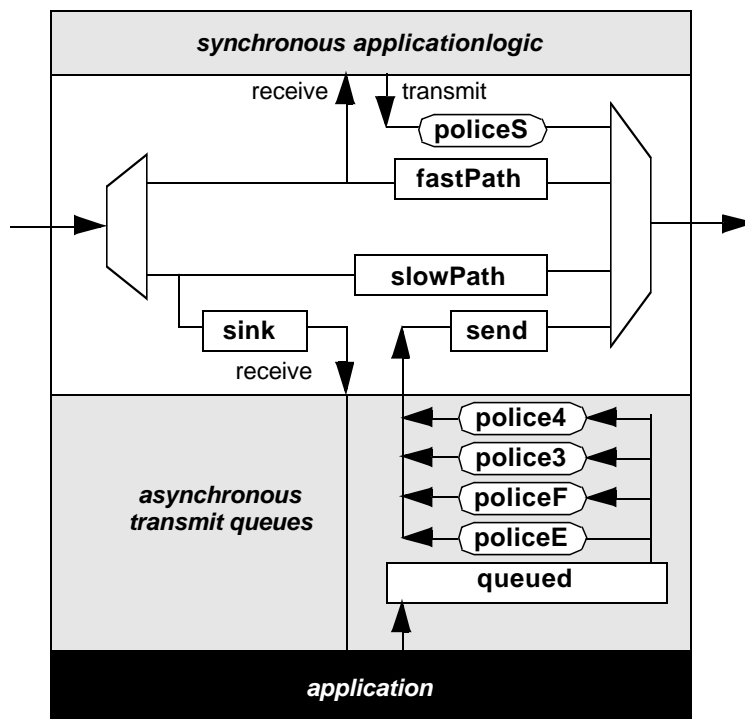 synchronous applicationlogic
receive
transmit
policeS
fastPath
slowPath
sink
send
receive
police4
police3
asynchronous
transmit queues
policeF
policeE
queued
application